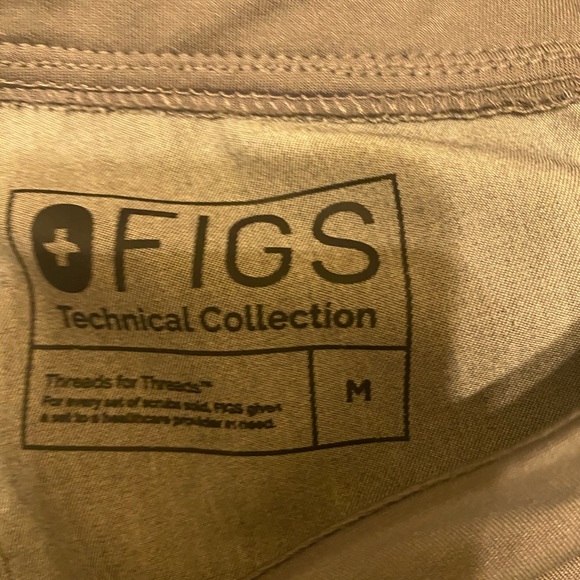 FIGS
Technical Collection
Threads for Threads™
For every set of scrubs sold, FIGS gives
a set to a healthcare provider in need.
M